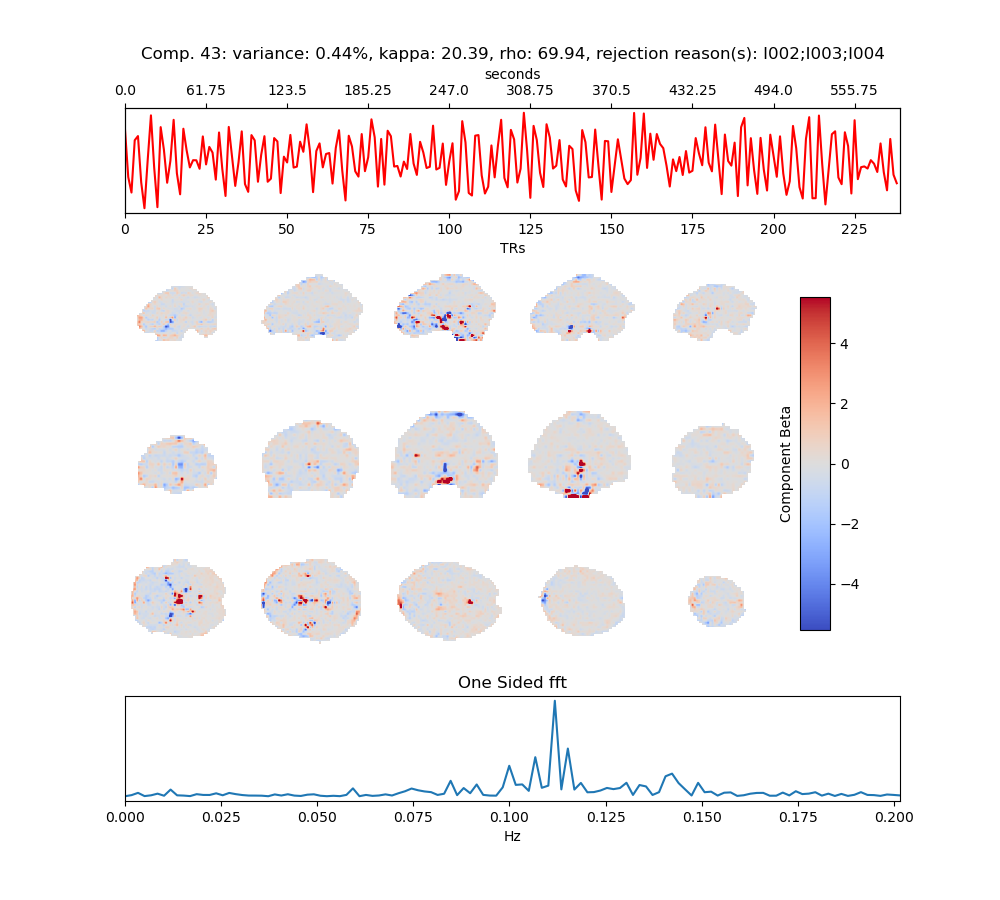 Comp. 43: variance: 0.44%, kappa: 20.39, rho: 69.94, rejection reason(s): I002;I003;I004
seconds
0.0 61.75 123.5 185.25 247.0 308.75 370.5 432.25 494.0 555.75
0 25 50 75 100 125 150 175 200 225
TRs
4
2
0
−2
−4
Component Beta
One Sided fft
0.000 0.025 0.050 0.075 0.100 0.125 0.150 0.175 0.200
Hz